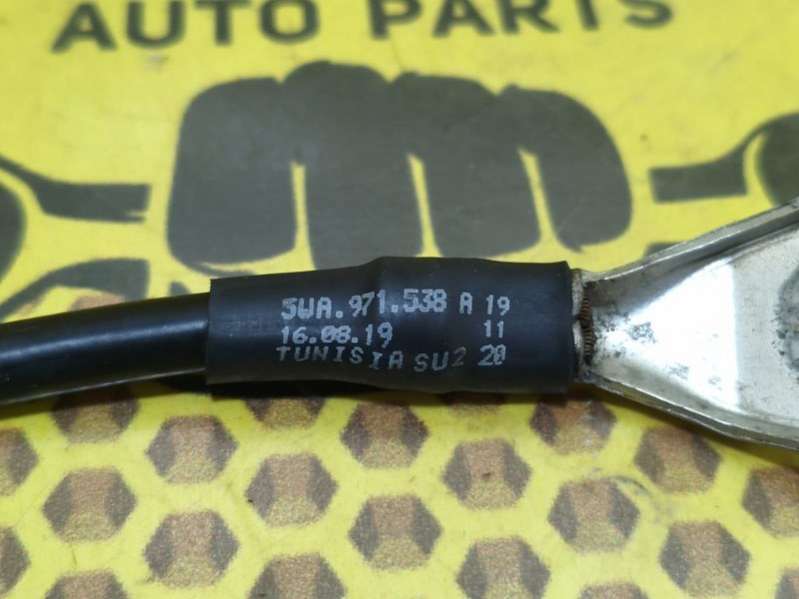 AUTO PARTS
5WA.971.538 A 19
16.08.19 11
TUNISIA SU2 20